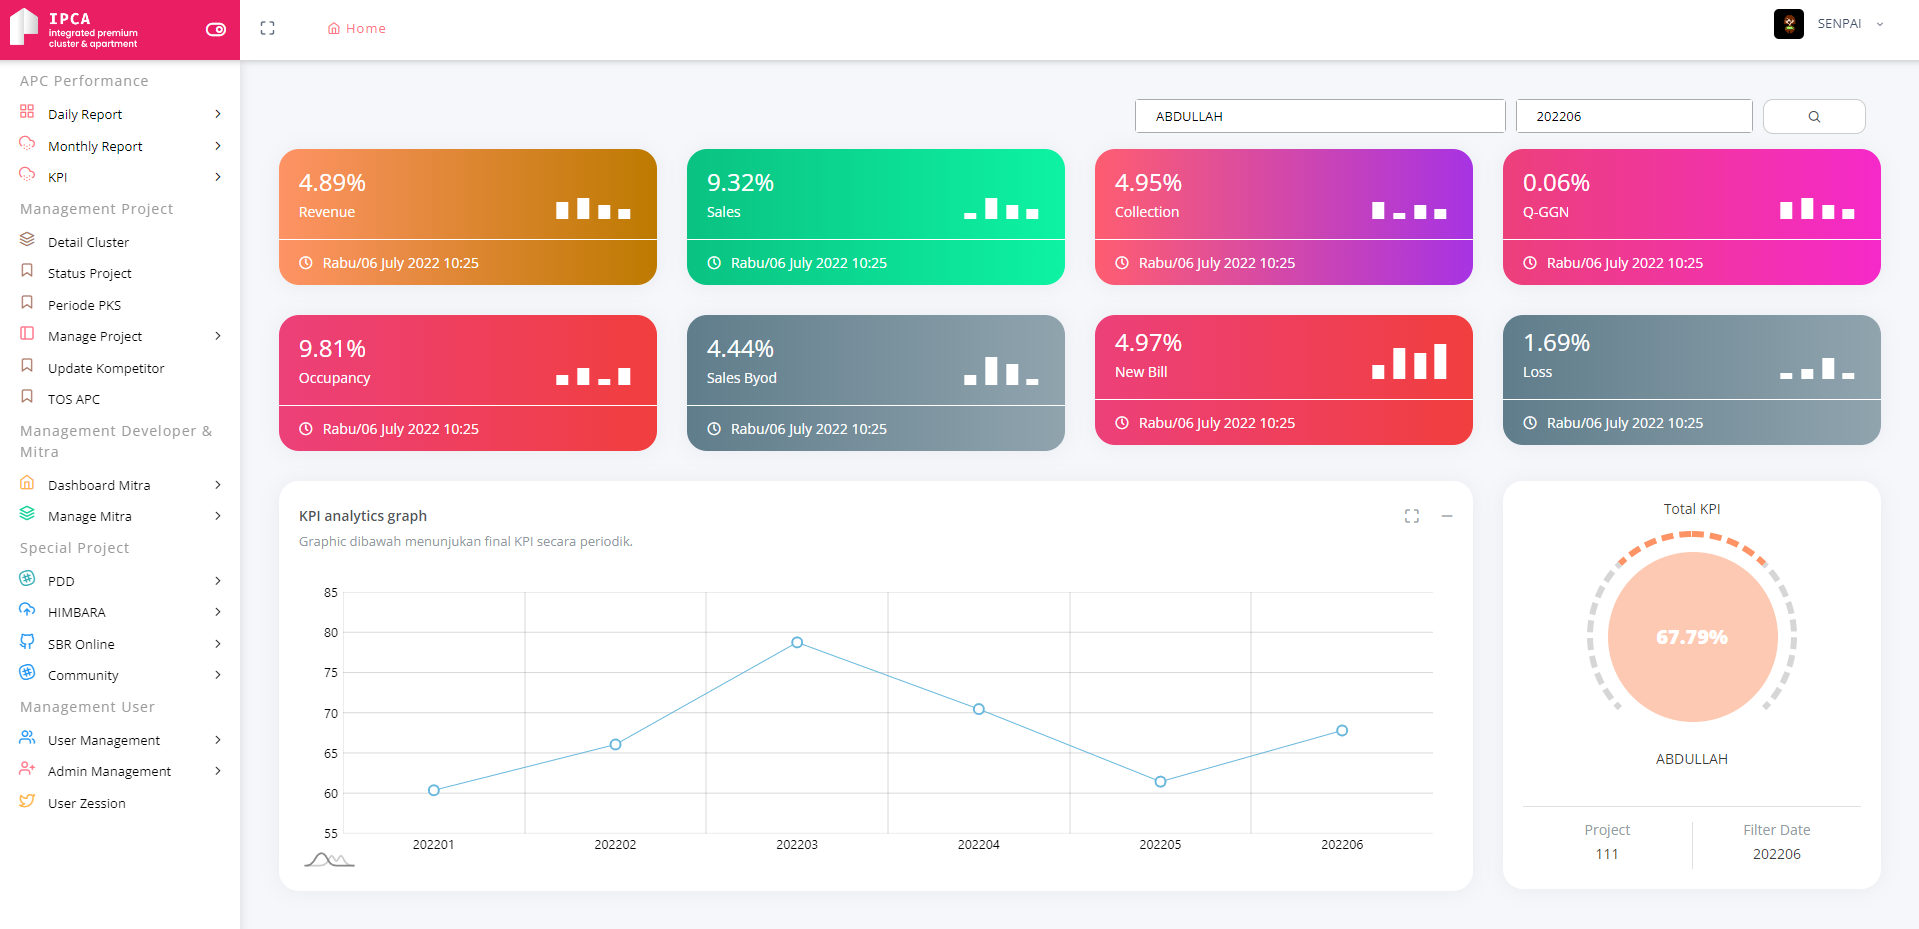 IPCA
integrated premium
cluster & apartment
Home
SENPAI
APC Performance
Daily Report
Monthly Report
KPI
Management Project
Detail Cluster
Status Project
Periode PKS
Manage Project
Update Kompetitor
TOS APC
Management Developer &
Mitra
Dashboard Mitra
Manage Mitra
Special Project
PDD
HIMBARA
SBR Online
Community
Management User
User Management
Admin Management
User Zession
ABDULLAH
202206
4.89%
Revenue
Rabu/06 July 2022 10:25
9.32%
Sales
Rabu/06 July 2022 10:25
4.95%
Collection
Rabu/06 July 2022 10:25
0.06%
Q-GGN
Rabu/06 July 2022 10:25
9.81%
Occupancy
Rabu/06 July 2022 10:25
4.44%
Sales Byod
Rabu/06 July 2022 10:25
4.97%
New Bill
Rabu/06 July 2022 10:25
1.69%
Loss
Rabu/06 July 2022 10:25
KPI analytics graph
Graphic dibawah menunjukan final KPI secara periodik.
85
80
75
70
65
60
55
202201
202202
202203
202204
202205
202206
Total KPI
67.79%
ABDULLAH
Project
111
Filter Date
202206